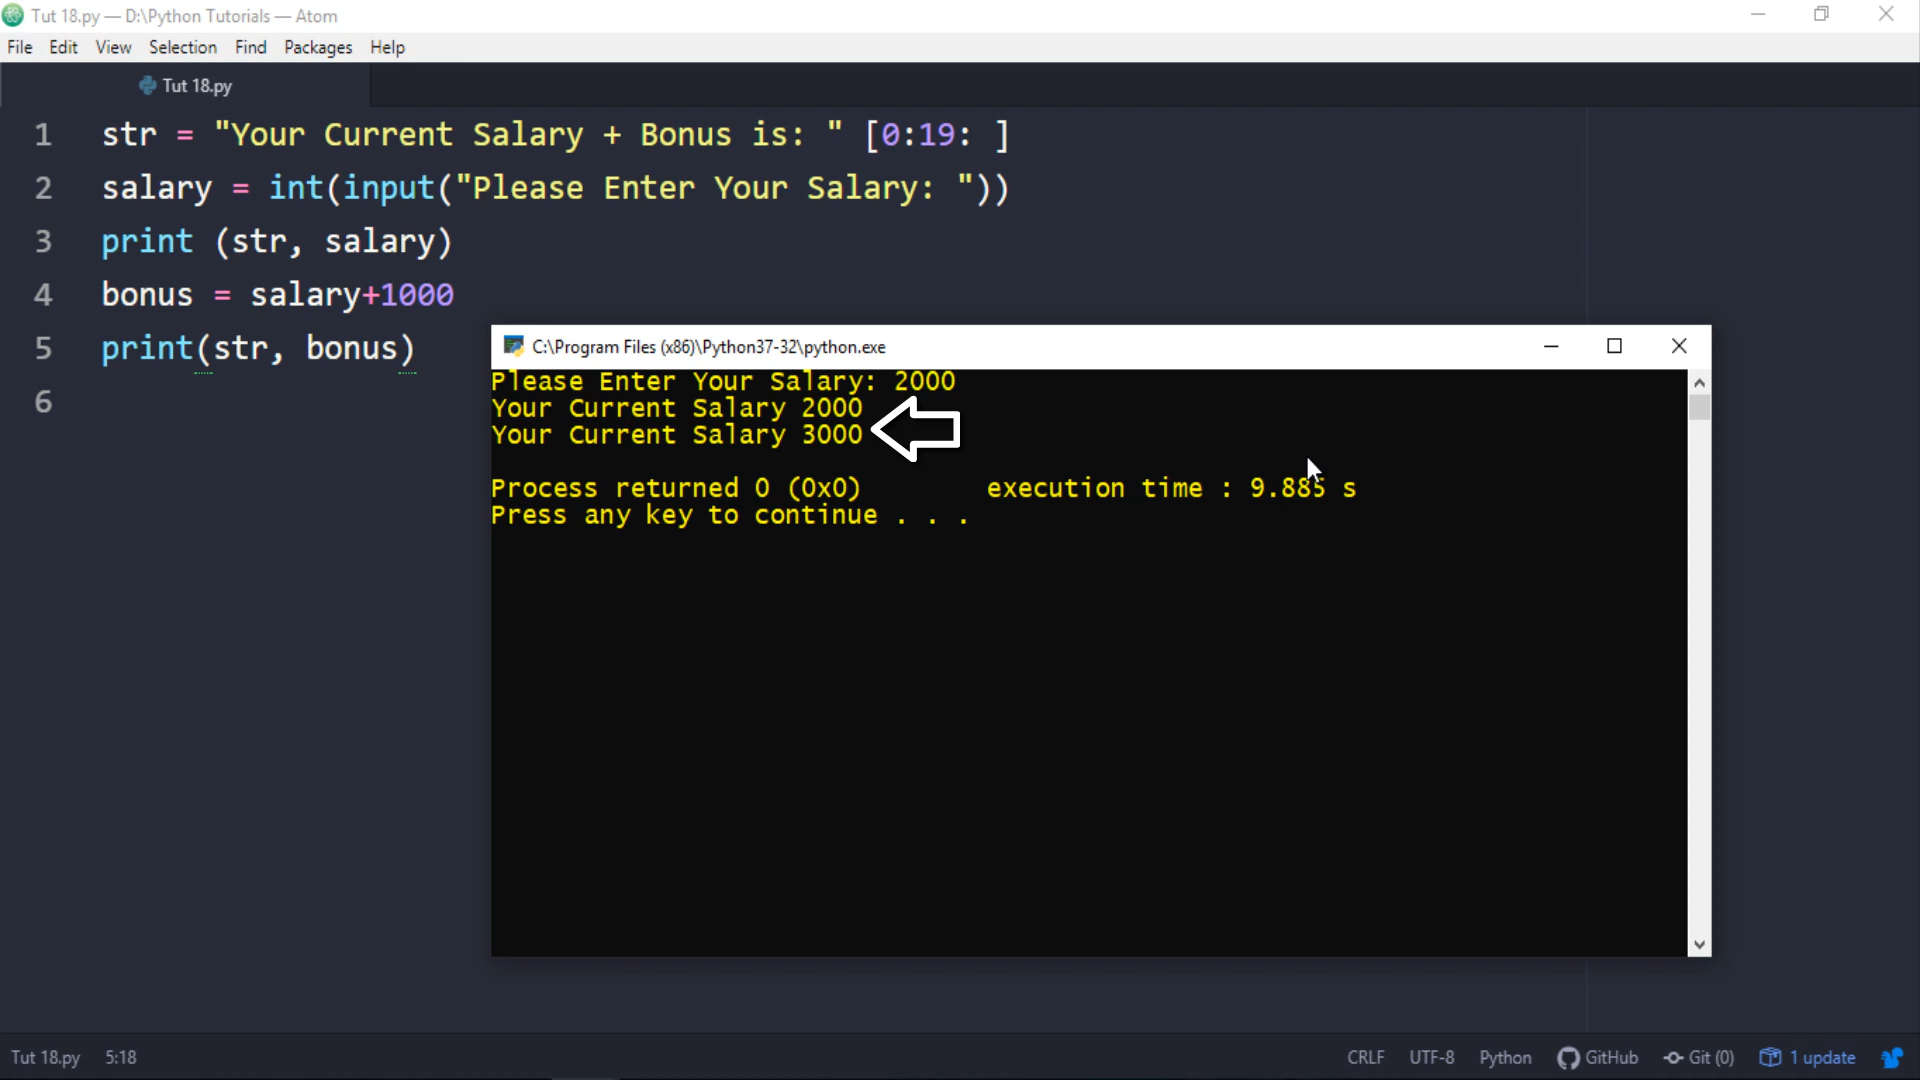 Tut 18.py — D:\Python Tutorials — Atom
File Edit View Selection Find Packages Help
Tut 18.py
1 str = "Your Current Salary + Bonus is: " [0:19: ]
2 salary = int(input("Please Enter Your Salary: "))
3 print (str, salary)
4 bonus = salary+1000
5 print(str, bonus)
6
C:\Program Files (x86)\Python37-32\python.exe
Please Enter Your Salary: 2000
Your Current Salary 2000
Your Current Salary 3000
Process returned 0 (0x0) execution time : 9.885 s
Press any key to continue . . .
Tut 18.py 5:18 CRLF UTF-8 Python GitHub Git (0) 1 update